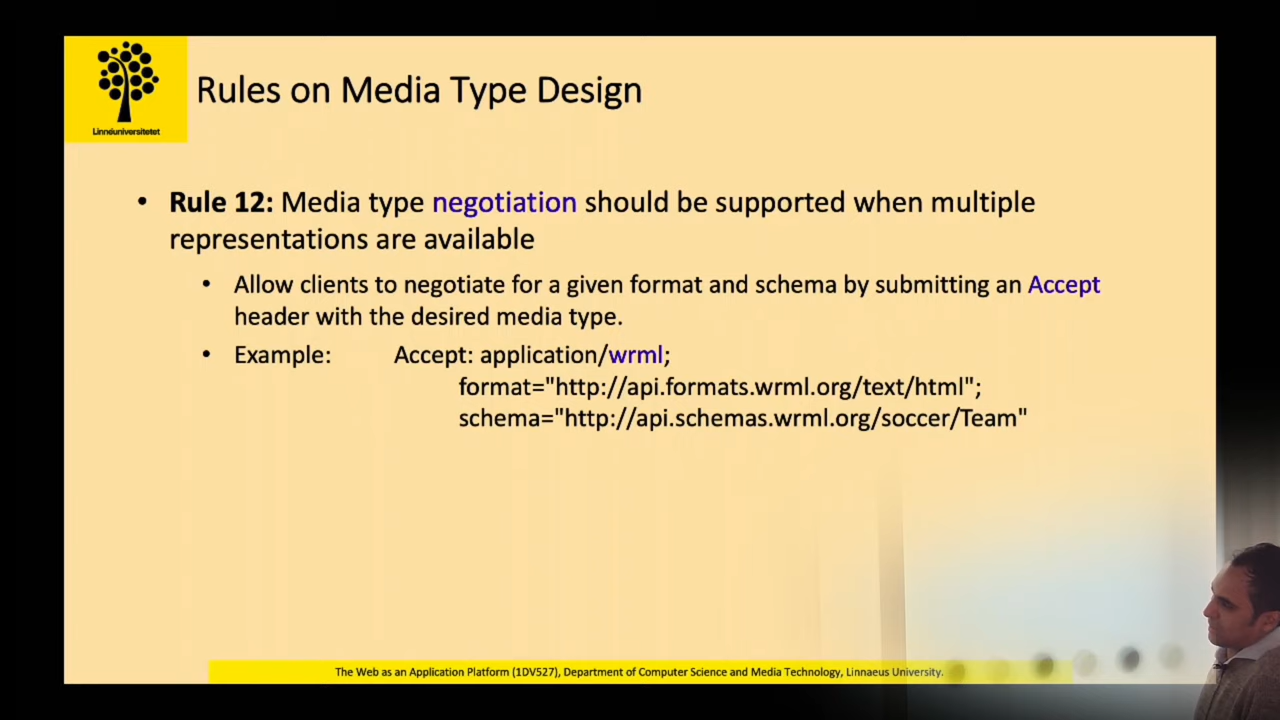 Linnéuniversitetet
Rules on Media Type Design
• Rule 12: Media type negotiation should be supported when multiple
representations are available
• Allow clients to negotiate for a given format and schema by submitting an Accept
header with the desired media type.
• Example: Accept: application/wrml;
format="http://api.formats.wrml.org/text/html";
schema="http://api.schemas.wrml.org/soccer/Team"
The Web as an Application Platform (1DV527), Department of Computer Science and Media Technology, Linnaeus University.